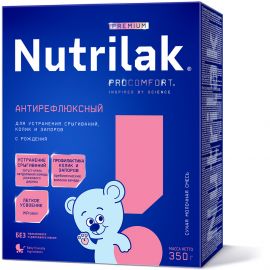 PREMIUM
Nutrilak®
PROCOMFORT
INSPIRED BY SCIENCE
АНТИРЕФЛЮКСНЫЙ
ДЛЯ УСТРАНЕНИЯ СРЫГИВАНИЙ,
КОЛИК И ЗАПОРОВ
С РОЖДЕНИЯ
УСТРАНЕНИЕ
СРЫГИВАНИЙ
ПРОФИЛАКТИКА
КОЛИК И
ЗАПОРОВ
ЛЕГКОЕ
УСВОЕНИЕ
БЕЗ
СУХАЯ МОЛОЧНАЯ СМЕСЬ
МАССА НЕТТО
350 г